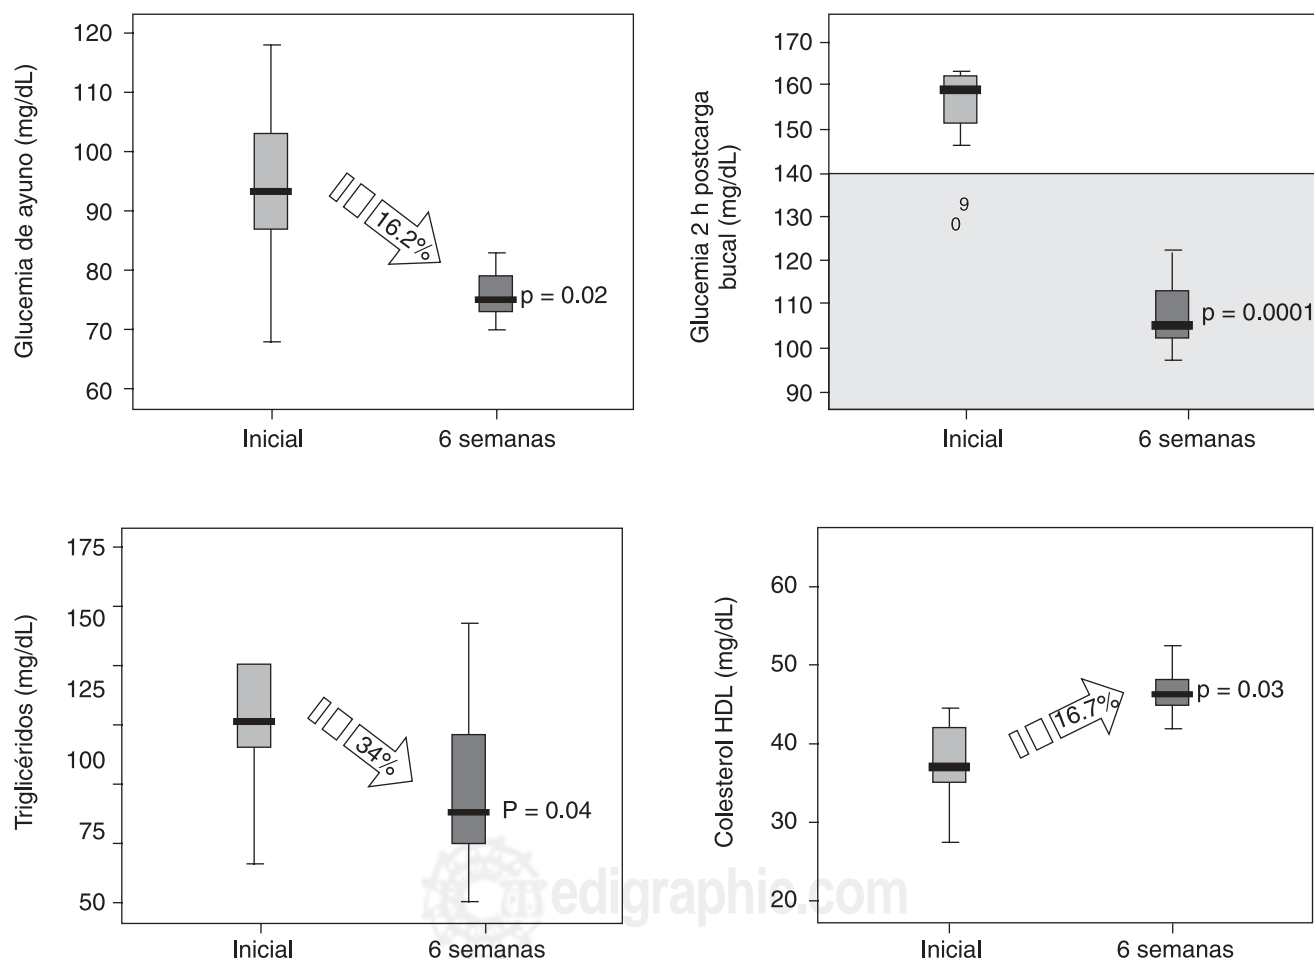 Glucemia de ayuno (mg/dL)
120
110
100
90
80
70
60
16.2%
p = 0.02
Inicial
6 semanas
Glucemia 2 h postcarga
bucal (mg/dL)
170
160
150
140
130
120
110
100
90
9
0
p = 0.0001
Inicial
6 semanas
Triglicéridos (mg/dL)
175
150
125
100
75
50
34%
P = 0.04
Inicial
6 semanas
Colesterol HDL (mg/dL)
60
50
40
30
20
16.7%
p = 0.03
Inicial
6 semanas
edigraphic.com